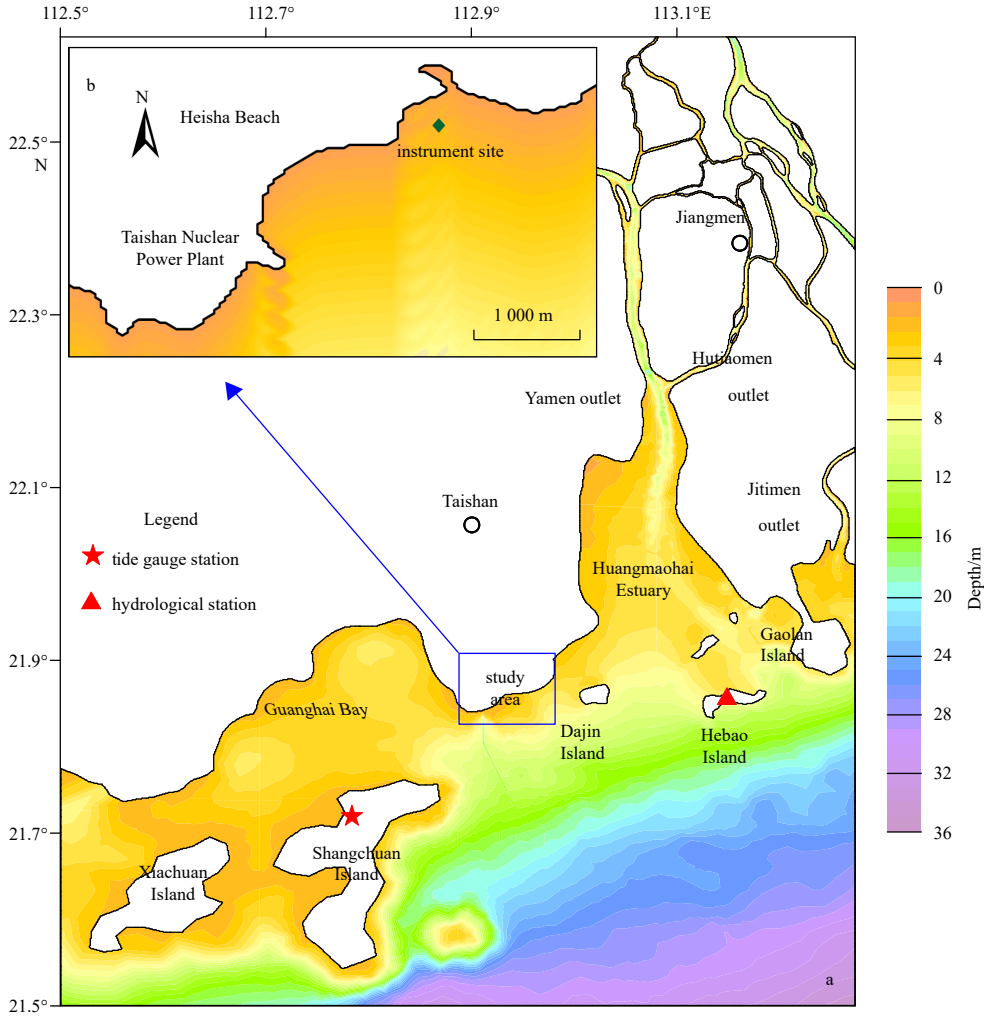 112.5°
112.7°
112.9°
113.1°E
22.5°
N
22.3°
22.1°
21.9°
21.7°
21.5°
b
N
Heisha Beach
instrument site
Taishan Nuclear
Power Plant
1 000 m
Jiangmen
Hutiaomen
outlet
Yamen outlet
Jitimen
outlet
Taishan
Legend
tide gauge station
hydrological station
Huangmaohai
Estuary
Gaolan
Island
study
area
Guanghai Bay
Dajin
Island
Hebao
Island
Shangchuan
Island
Xiachuan
Island
a
0
4
8
12
16
20
24
28
32
36
Depth/m